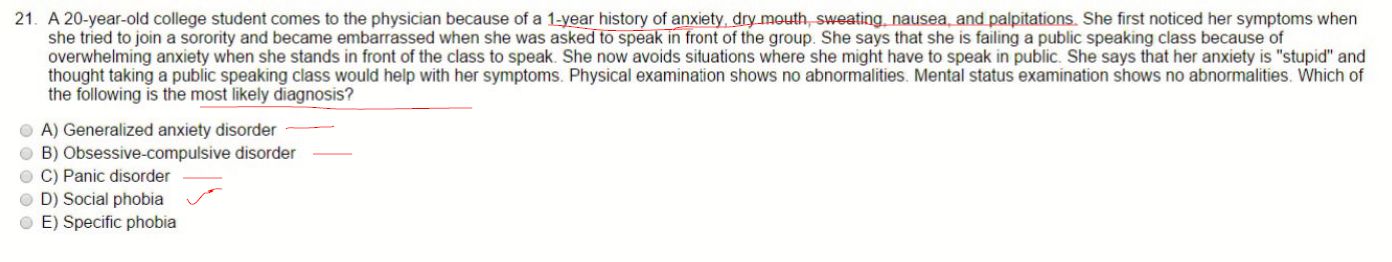 21. A 20-year-old college student comes to the physician because of a 1-year history of anxiety, dry mouth, sweating, nausea, and palpitations. She first noticed her symptoms when
she tried to join a sorority and became embarrassed when she was asked to speak in front of the group. She says that she is failing a public speaking class because of
overwhelming anxiety when she stands in front of the class to speak. She now avoids situations where she might have to speak in public. She says that her anxiety is "stupid" and
thought taking a public speaking class would help with her symptoms. Physical examination shows no abnormalities. Mental status examination shows no abnormalities. Which of
the following is the most likely diagnosis?
A) Generalized anxiety disorder
B) Obsessive-compulsive disorder
C) Panic disorder
D) Social phobia
E) Specific phobia